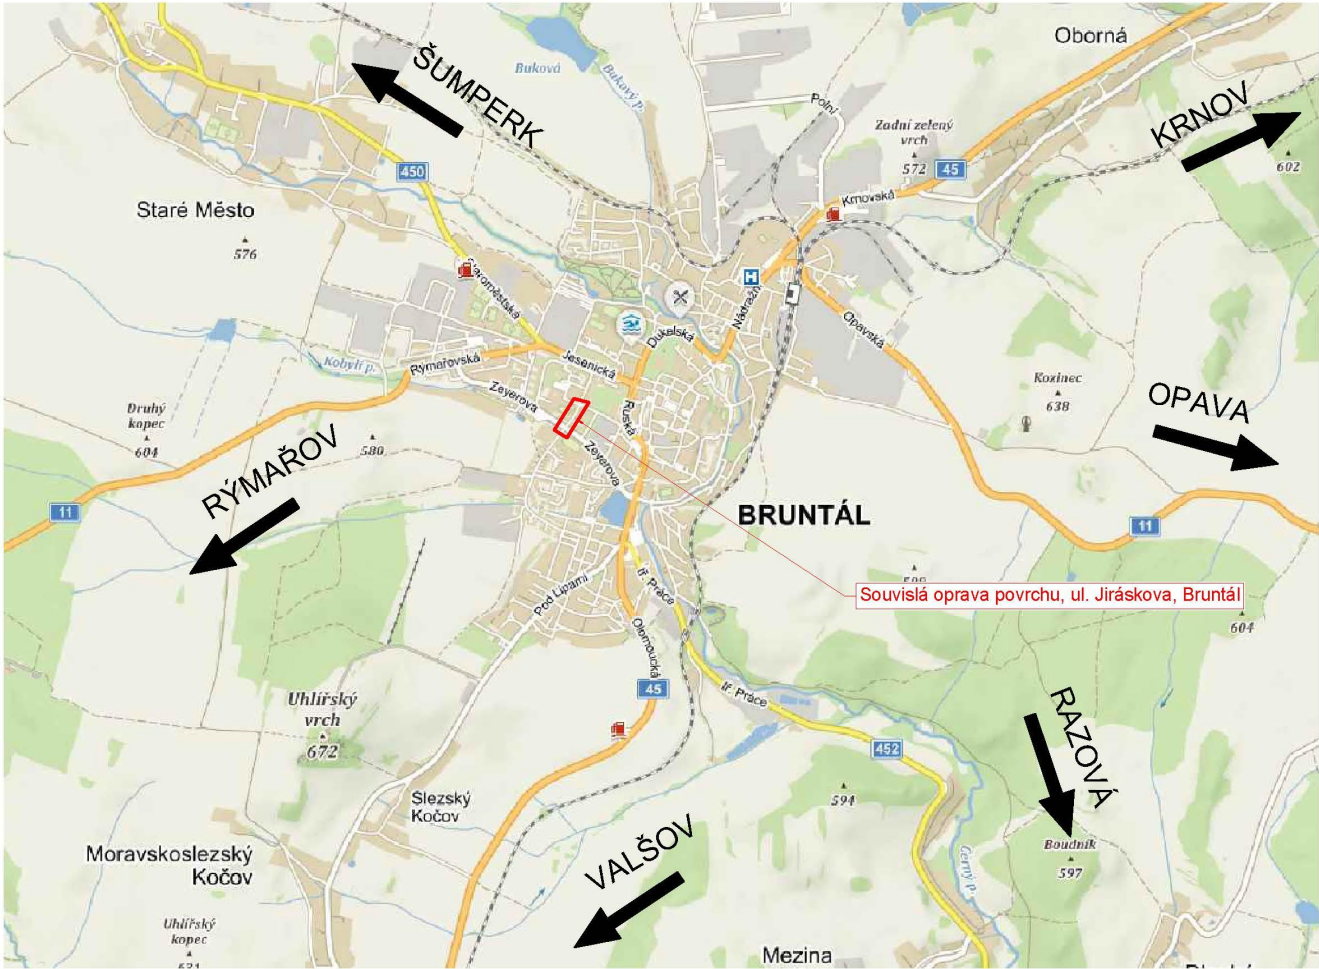 Oborná
ŠUMPERK
Buková
Bukový p.
Polní
KRNOV
Zadní zelený
vrch
572
45
602
450
Krnovská
Staré Město
576
Staroměstská
H
Nádražní
Dukelská
Opavská
Kobylí p.
Rýmařovská
Jesenická
Kozinec
638
OPAVA
Zeyerova
Druhý
kopec
604
580
Ruská
RÝMAŘOV
Zeyerova
11
BRUNTÁL
11
Souvislá oprava povrchu, ul. Jiráskova, Bruntál
604
Pod Lipami
tř. Práce
Olomoucká
45
tř. Práce
Uhlířský
vrch
672
RAZOVÁ
452
594
Slezský
Kočov
VALŠOV
Boudník
597
Černý p.
Moravskoslezský
Kočov
Uhlířský
kopec
631
Mezina